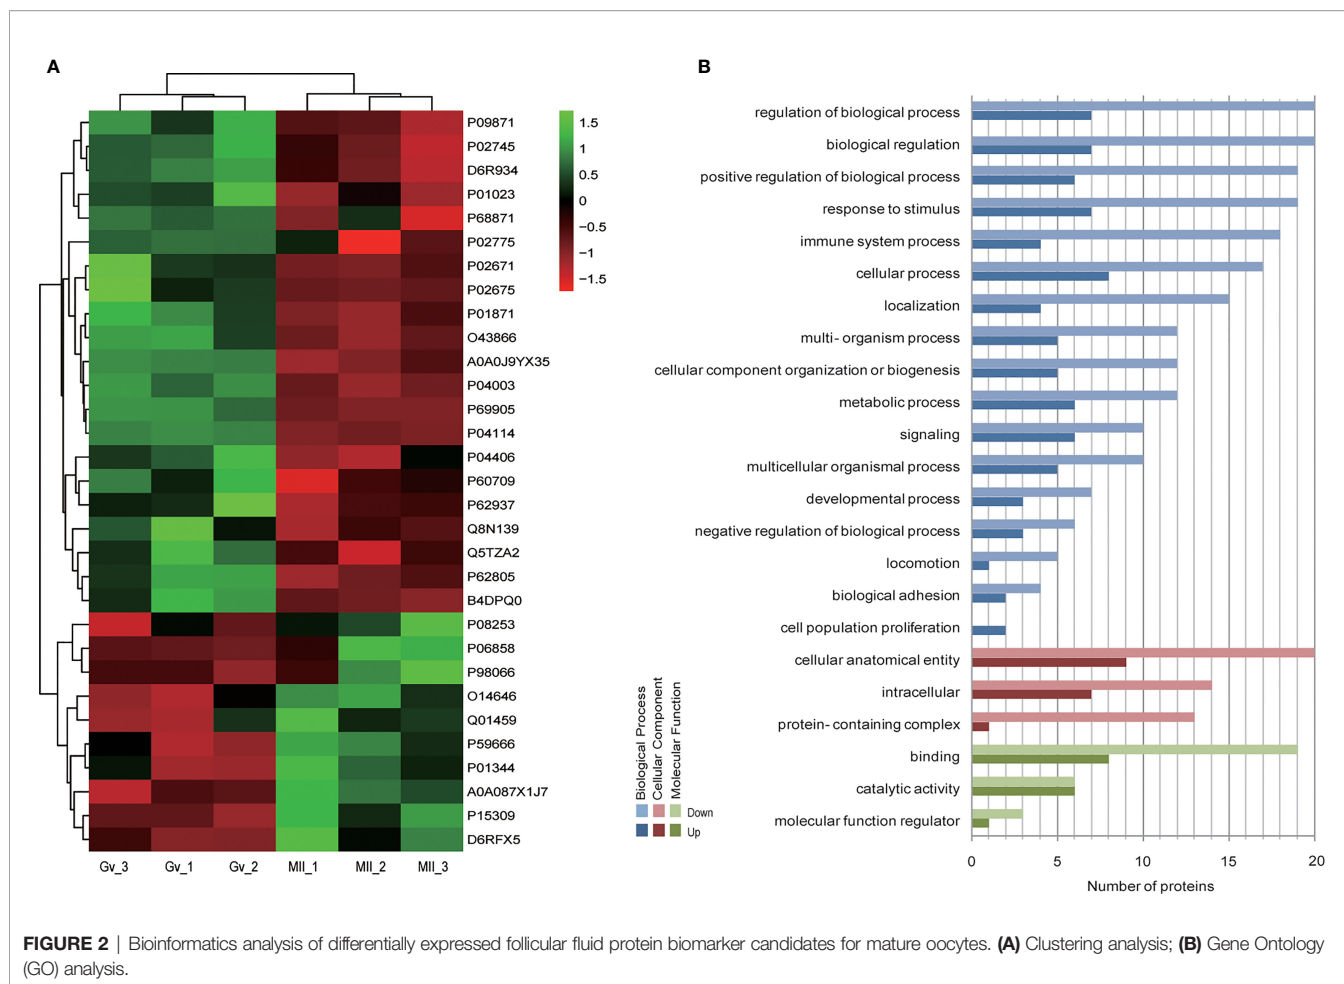 A
B
1.5
1
0.5
0
−0.5
−1
−1.5
P09871
P02745
D6R934
P01023
P68871
P02775
P02671
P02675
P01871
O43866
A0A0J9YX35
P04003
P69905
P04114
P04406
P60709
P62937
Q8N139
Q5TZA2
P62805
B4DPQ0
P08253
P06858
P98066
O14646
Q01459
P59666
P01344
A0A087X1J7
P15309
D6RFX5
Gv_3 Gv_1 Gv_2 MII_1 MII_2 MII_3
regulation of biological process
biological regulation
positive regulation of biological process
response to stimulus
immune system process
cellular process
localization
multi- organism process
cellular component organization or biogenesis
metabolic process
signaling
multicellular organismal process
developmental process
negative regulation of biological process
locomotion
biological adhesion
cell population proliferation
cellular anatomical entity
intracellular
protein- containing complex
binding
catalytic activity
molecular function regulator
Biological Process
Cellular Component
Molecular Function
Down
Up
0 5 10 15 20
Number of proteins
FIGURE 2 | Bioinformatics analysis of differentially expressed follicular fluid protein biomarker candidates for mature oocytes. (A) Clustering analysis; (B) Gene Ontology
(GO) analysis.